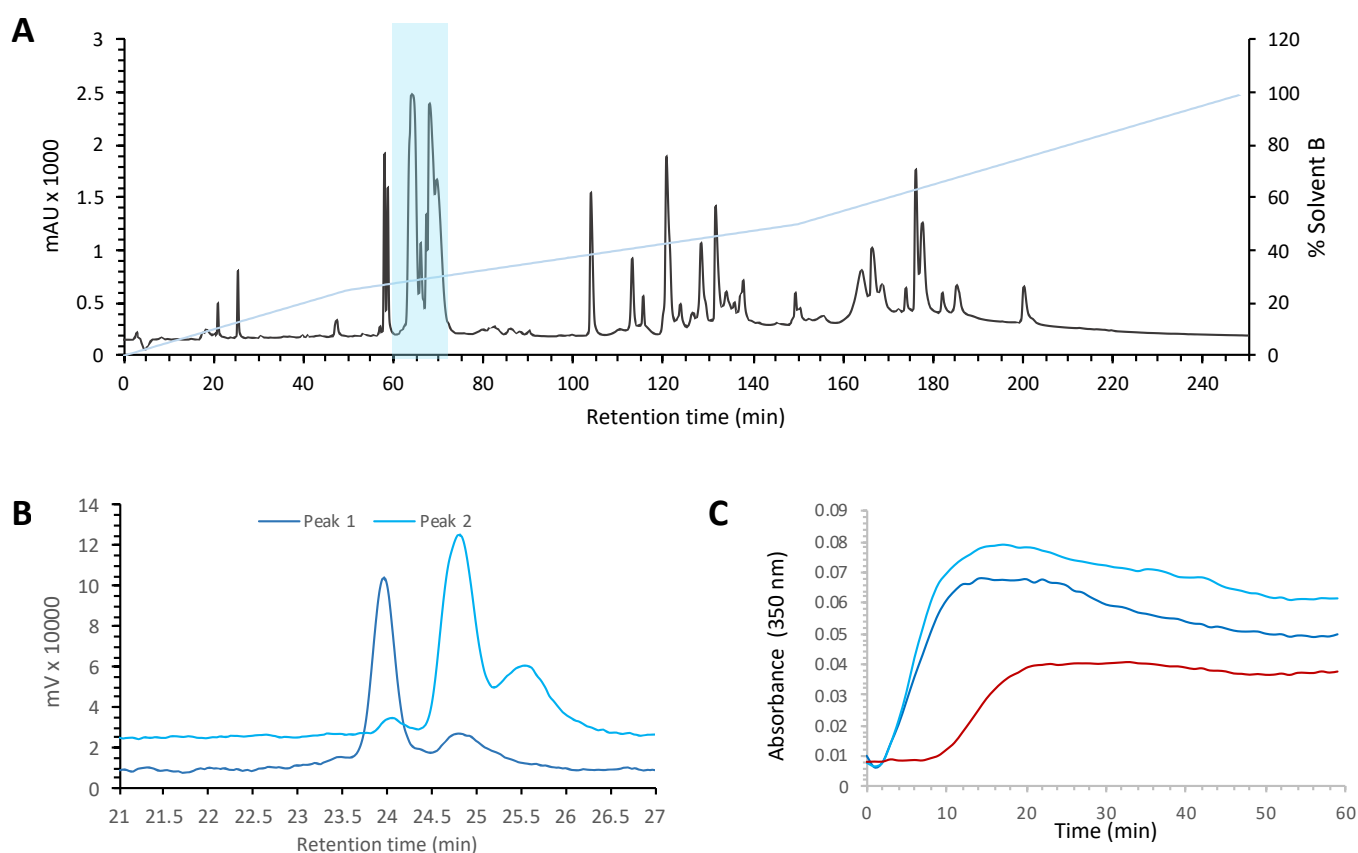 A
3
2.5
2
1.5
1
0.5
0
mAU x 1000
120
100
80
60
40
20
0
% Solvent B
0 20 40 60 80 100 120 140 160 180 200 220 240
Retention time (min)
B
14
12
10
8
6
4
2
0
mV x 10000
Peak 1 Peak 2
21 21.5 22 22.5 23 23.5 24 24.5 25 25.5 26 26.5 27
Retention time (min)
C
0.09
0.08
0.07
0.06
0.05
0.04
0.03
0.02
0.01
0
Absorbance (350 nm)
0 10 20 30 40 50 60
Time (min)